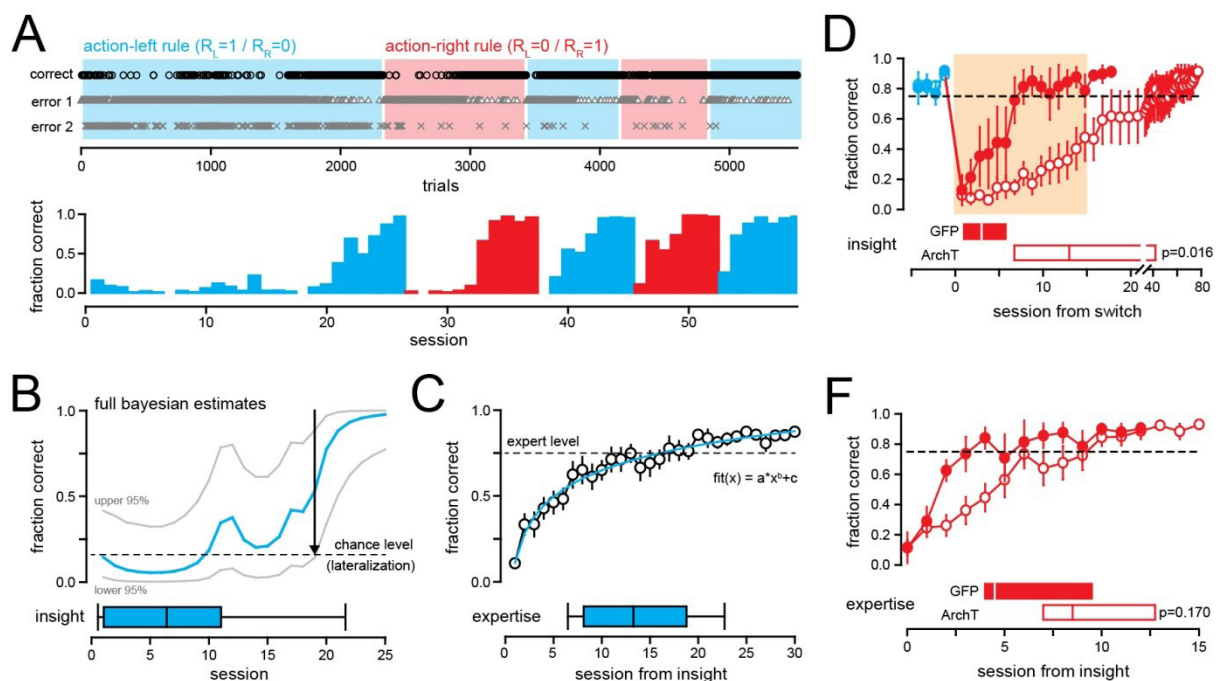 A
action-left rule (R_L=1 / R_R=0)
action-right rule (R_L=0 / R_R=1)
correct
error 1
error 2
0 1000 2000 3000 4000 5000
trials
fraction correct
1.0
0.5
0.0
0 10 20 30 40 50
session
B
full bayesian estimates
fraction correct
1.0
0.5
0.0
upper 95%
lower 95%
chance level
(lateralization)
insight
0 5 10 15 20 25
session
C
fraction correct
1.0
0.5
0.0
expert level
fit(x) = a*x^b+c
expertise
0 5 10 15 20 25 30
session from insight
D
fraction correct
1.0
0.8
0.6
0.4
0.2
0.0
insight
GFP
ArchT
p=0.016
0 10 20 40 80
session from switch
F
fraction correct
1.0
0.8
0.6
0.4
0.2
0.0
expertise
GFP
ArchT
p=0.170
0 5 10 15
session from insight